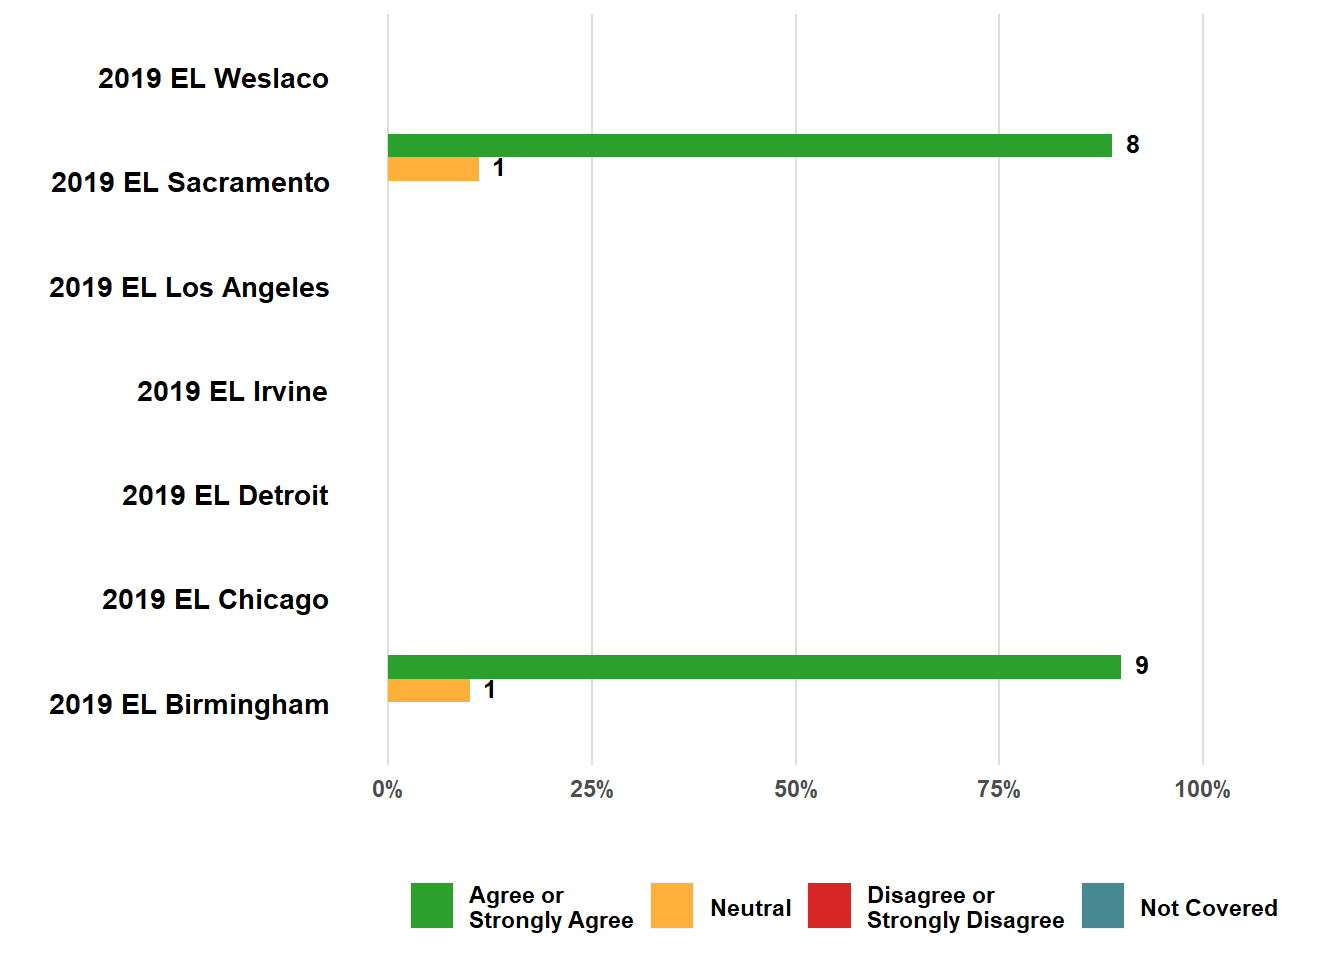 2019 EL Weslaco
8
1
2019 EL Sacramento
2019 EL Los Angeles
2019 EL Irvine
2019 EL Detroit
2019 EL Chicago
9
1
2019 EL Birmingham
0% 25% 50% 75% 100%
Agree or
Strongly Agree
Neutral
Disagree or
Strongly Disagree
Not Covered